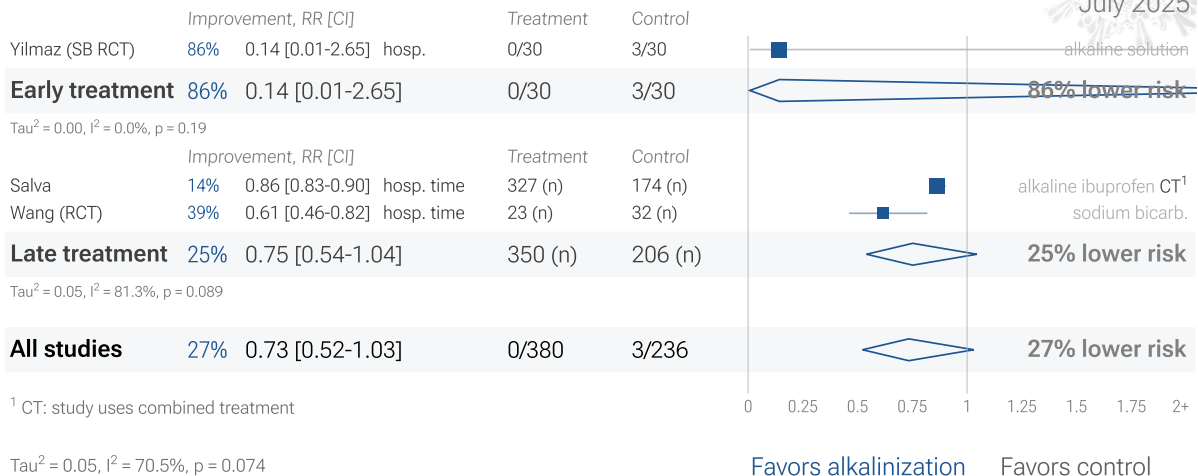 July 2025
Improvement, RR [CI] Treatment Control
Yilmaz (SB RCT) 86% 0.14 [0.01-2.65] hosp. 0/30 3/30 alkaline solution
Early treatment 86% 0.14 [0.01-2.65] 0/30 3/30 86% lower risk
Tau² = 0.00, I² = 0.0%, p = 0.19
Improvement, RR [CI] Treatment Control
Salva 14% 0.86 [0.83-0.90] hosp. time 327 (n) 174 (n) alkaline ibuprofen CT¹
Wang (RCT) 39% 0.61 [0.46-0.82] hosp. time 23 (n) 32 (n) sodium bicarb.
Late treatment 25% 0.75 [0.54-1.04] 350 (n) 206 (n) 25% lower risk
Tau² = 0.05, I² = 81.3%, p = 0.089
All studies 27% 0.73 [0.52-1.03] 0/380 3/236 27% lower risk
0 0.25 0.5 0.75 1 1.25 1.5 1.75 2+
¹ CT: study uses combined treatment
Tau² = 0.05, I² = 70.5%, p = 0.074 Favors alkalinization Favors control